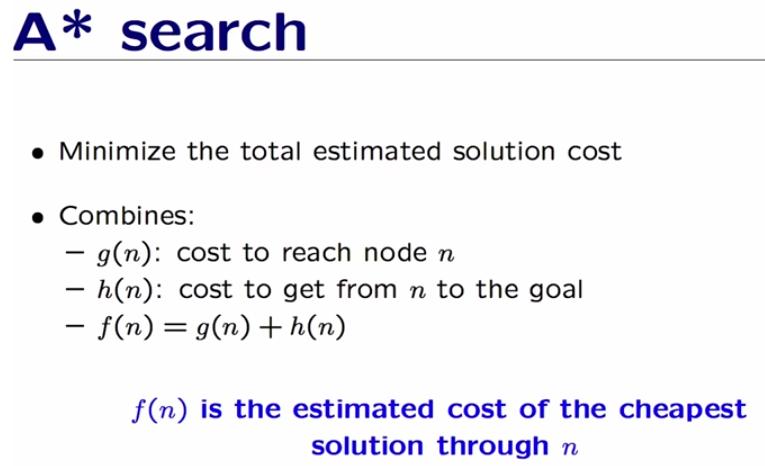 A* search
• Minimize the total estimated solution cost
• Combines:
– g(n): cost to reach node n
– h(n): cost to get from n to the goal
– f(n) = g(n) + h(n)
f(n) is the estimated cost of the cheapest
solution through n